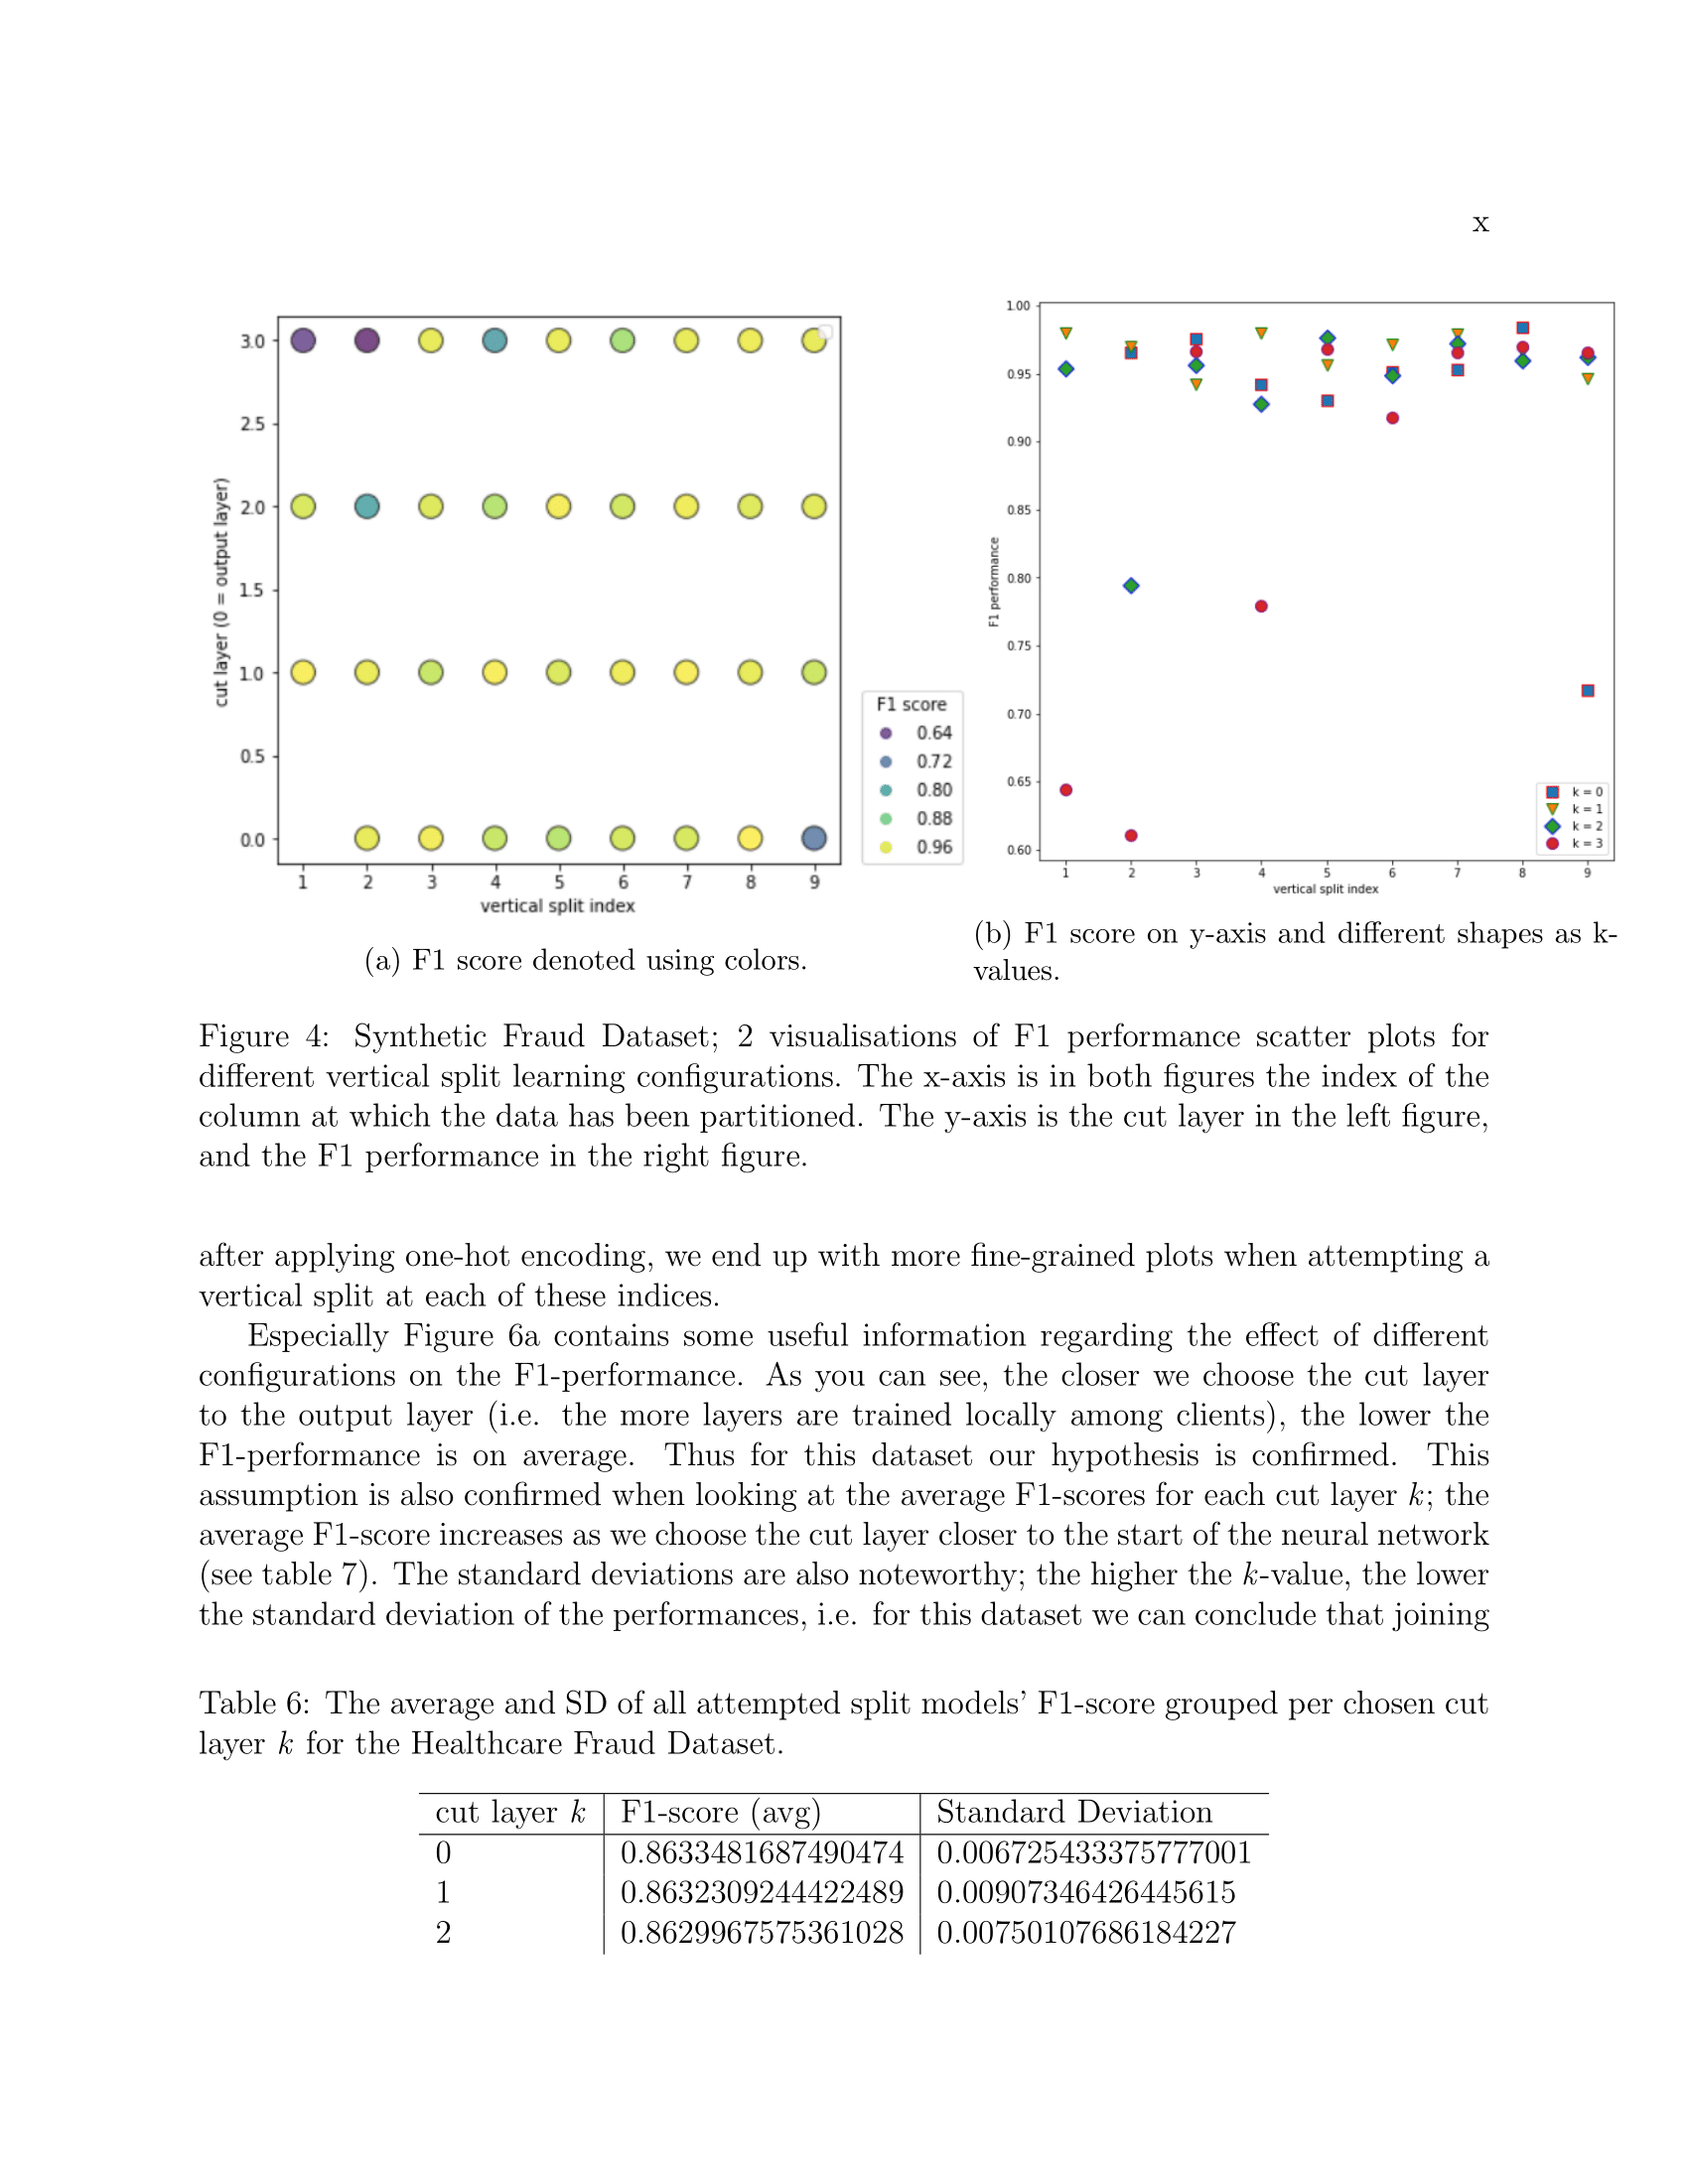 x
3.0
2.5
2.0
1.5
1.0
0.5
0.0
cut layer (0 = output layer)
1 2 3 4 5 6 7 8 9
vertical split index
F1 score
0.64
0.72
0.80
0.88
0.96
(a) F1 score denoted using colors.
1.00
0.95
0.90
0.85
0.80
0.75
0.70
0.65
0.60
F1 performance
k = 0
k = 1
k = 2
k = 3
1 2 3 4 5 6 7 8 9
vertical split index
(b) F1 score on y-axis and different shapes as k-
values.
Figure 4: Synthetic Fraud Dataset; 2 visualisations of F1 performance scatter plots for
different vertical split learning configurations. The x-axis is in both figures the index of the
column at which the data has been partitioned. The y-axis is the cut layer in the left figure,
and the F1 performance in the right figure.
after applying one-hot encoding, we end up with more fine-grained plots when attempting a
vertical split at each of these indices.
Especially Figure 6a contains some useful information regarding the effect of different
configurations on the F1-performance. As you can see, the closer we choose the cut layer
to the output layer (i.e. the more layers are trained locally among clients), the lower the
F1-performance is on average. Thus for this dataset our hypothesis is confirmed. This
assumption is also confirmed when looking at the average F1-scores for each cut layer k; the
average F1-score increases as we choose the cut layer closer to the start of the neural network
(see table 7). The standard deviations are also noteworthy; the higher the k-value, the lower
the standard deviation of the performances, i.e. for this dataset we can conclude that joining
Table 6: The average and SD of all attempted split models' F1-score grouped per chosen cut
layer k for the Healthcare Fraud Dataset.
cut layer k F1-score (avg) Standard Deviation
0 0.8633481687490474 0.006725433375777001
1 0.8632309244422489 0.00907346426445615
2 0.8629967575361028 0.00750107686184227